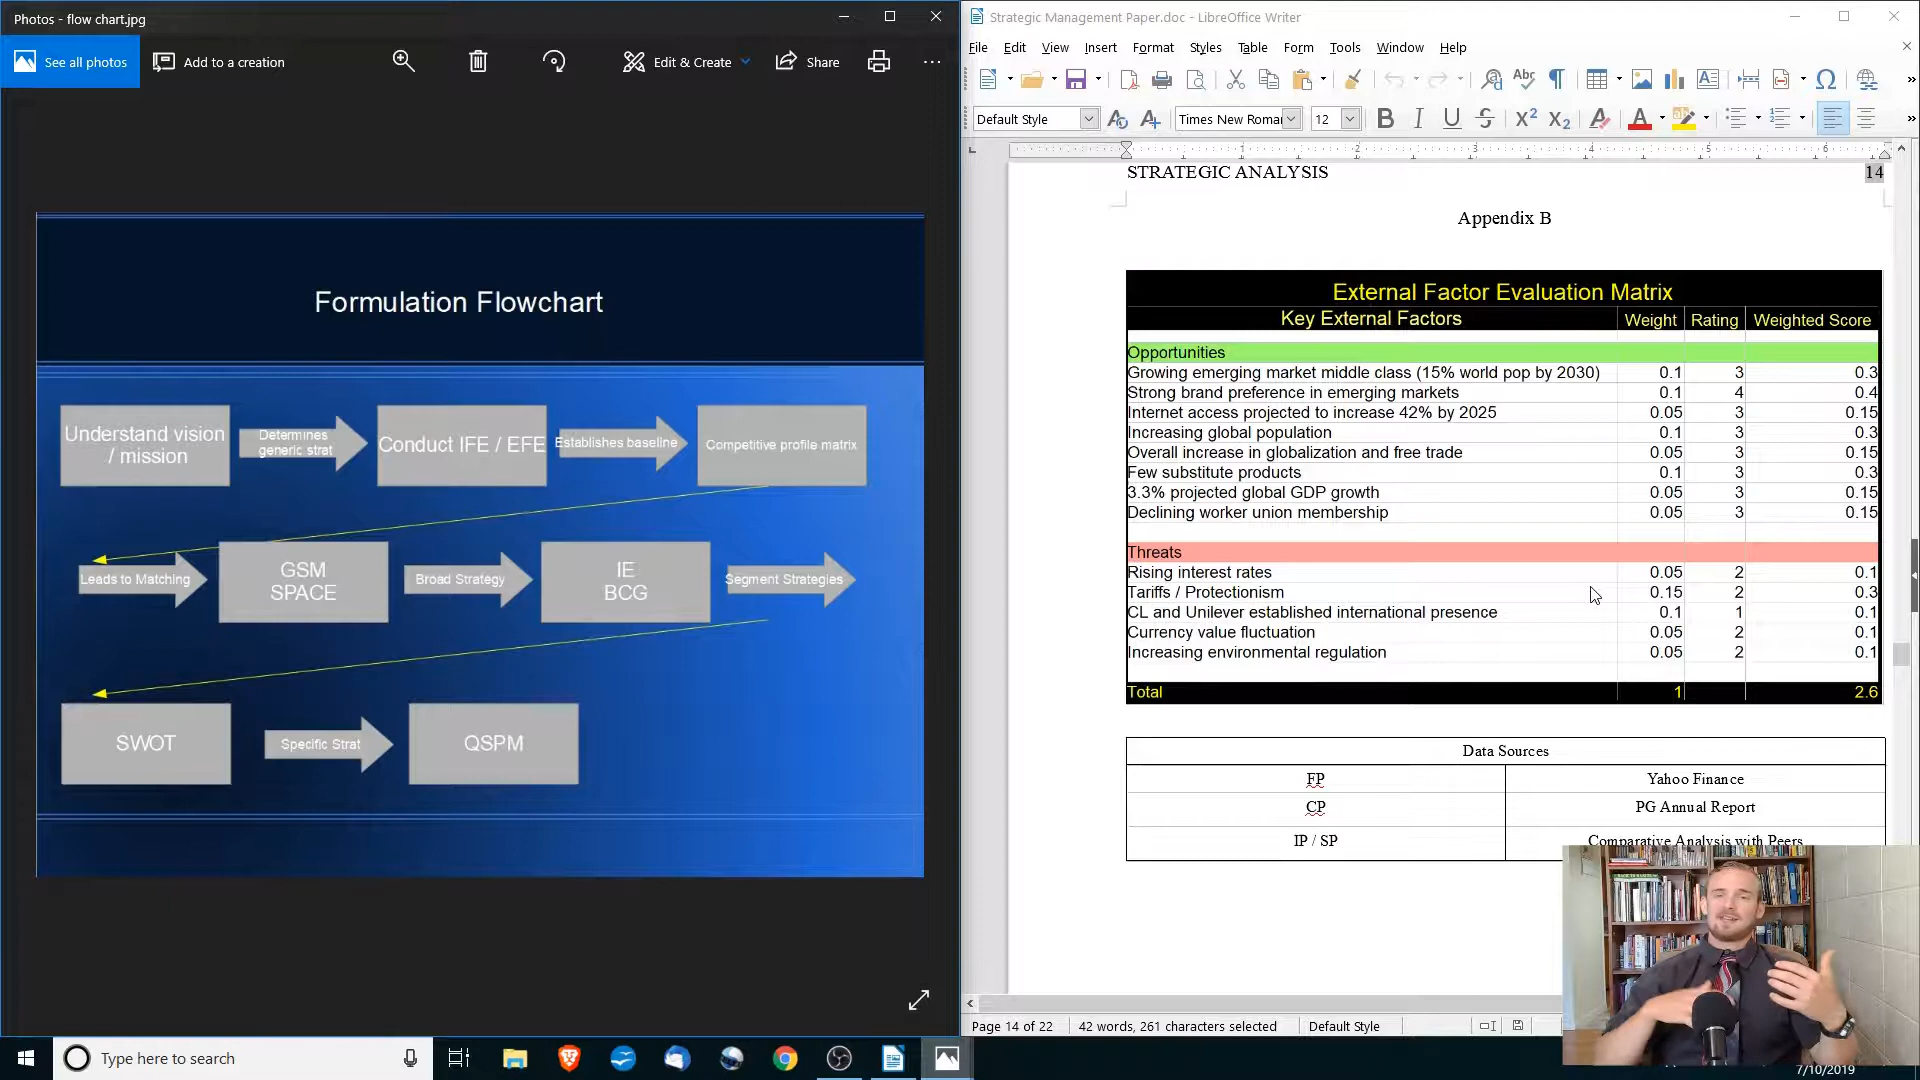 Photos - flow chart.jpg
See all photos
Add to a creation
Edit & Create
Share
Formulation Flowchart
Understand vision
/ mission
Determines
generic strat
Conduct IFE / EFE
Establishes baseline
Competitive profile matrix
Leads to Matching
GSM
SPACE
Broad Strategy
IE
BCG
Segment Strategies
SWOT
Specific Strat
QSPM
Strategic Management Paper.doc - LibreOffice Writer
File Edit View Insert Format Styles Table Form Tools Window Help
Default Style
Times New Roman
12
STRATEGIC ANALYSIS 14
Appendix B
External Factor Evaluation Matrix
Key External Factors Weight Rating Weighted Score
Opportunities
Growing emerging market middle class (15% world pop by 2030) 0.1 3 0.3
Strong brand preference in emerging markets 0.1 4 0.4
Internet access projected to increase 42% by 2025 0.05 3 0.15
Increasing global population 0.1 3 0.3
Overall increase in globalization and free trade 0.05 3 0.15
Few substitute products 0.1 3 0.3
3.3% projected global GDP growth 0.05 3 0.15
Declining worker union membership 0.05 3 0.15
Threats
Rising interest rates 0.05 2 0.1
Tariffs / Protectionism 0.15 2 0.3
CL and Unilever established international presence 0.1 1 0.1
Currency value fluctuation 0.05 2 0.1
Increasing environmental regulation 0.05 2 0.1
Total 1 2.6
Data Sources
FP Yahoo Finance
CP PG Annual Report
IP / SP Comparative Analysis with Peers
Page 14 of 22 42 words, 261 characters selected Default Style
Type here to search
7/10/2019